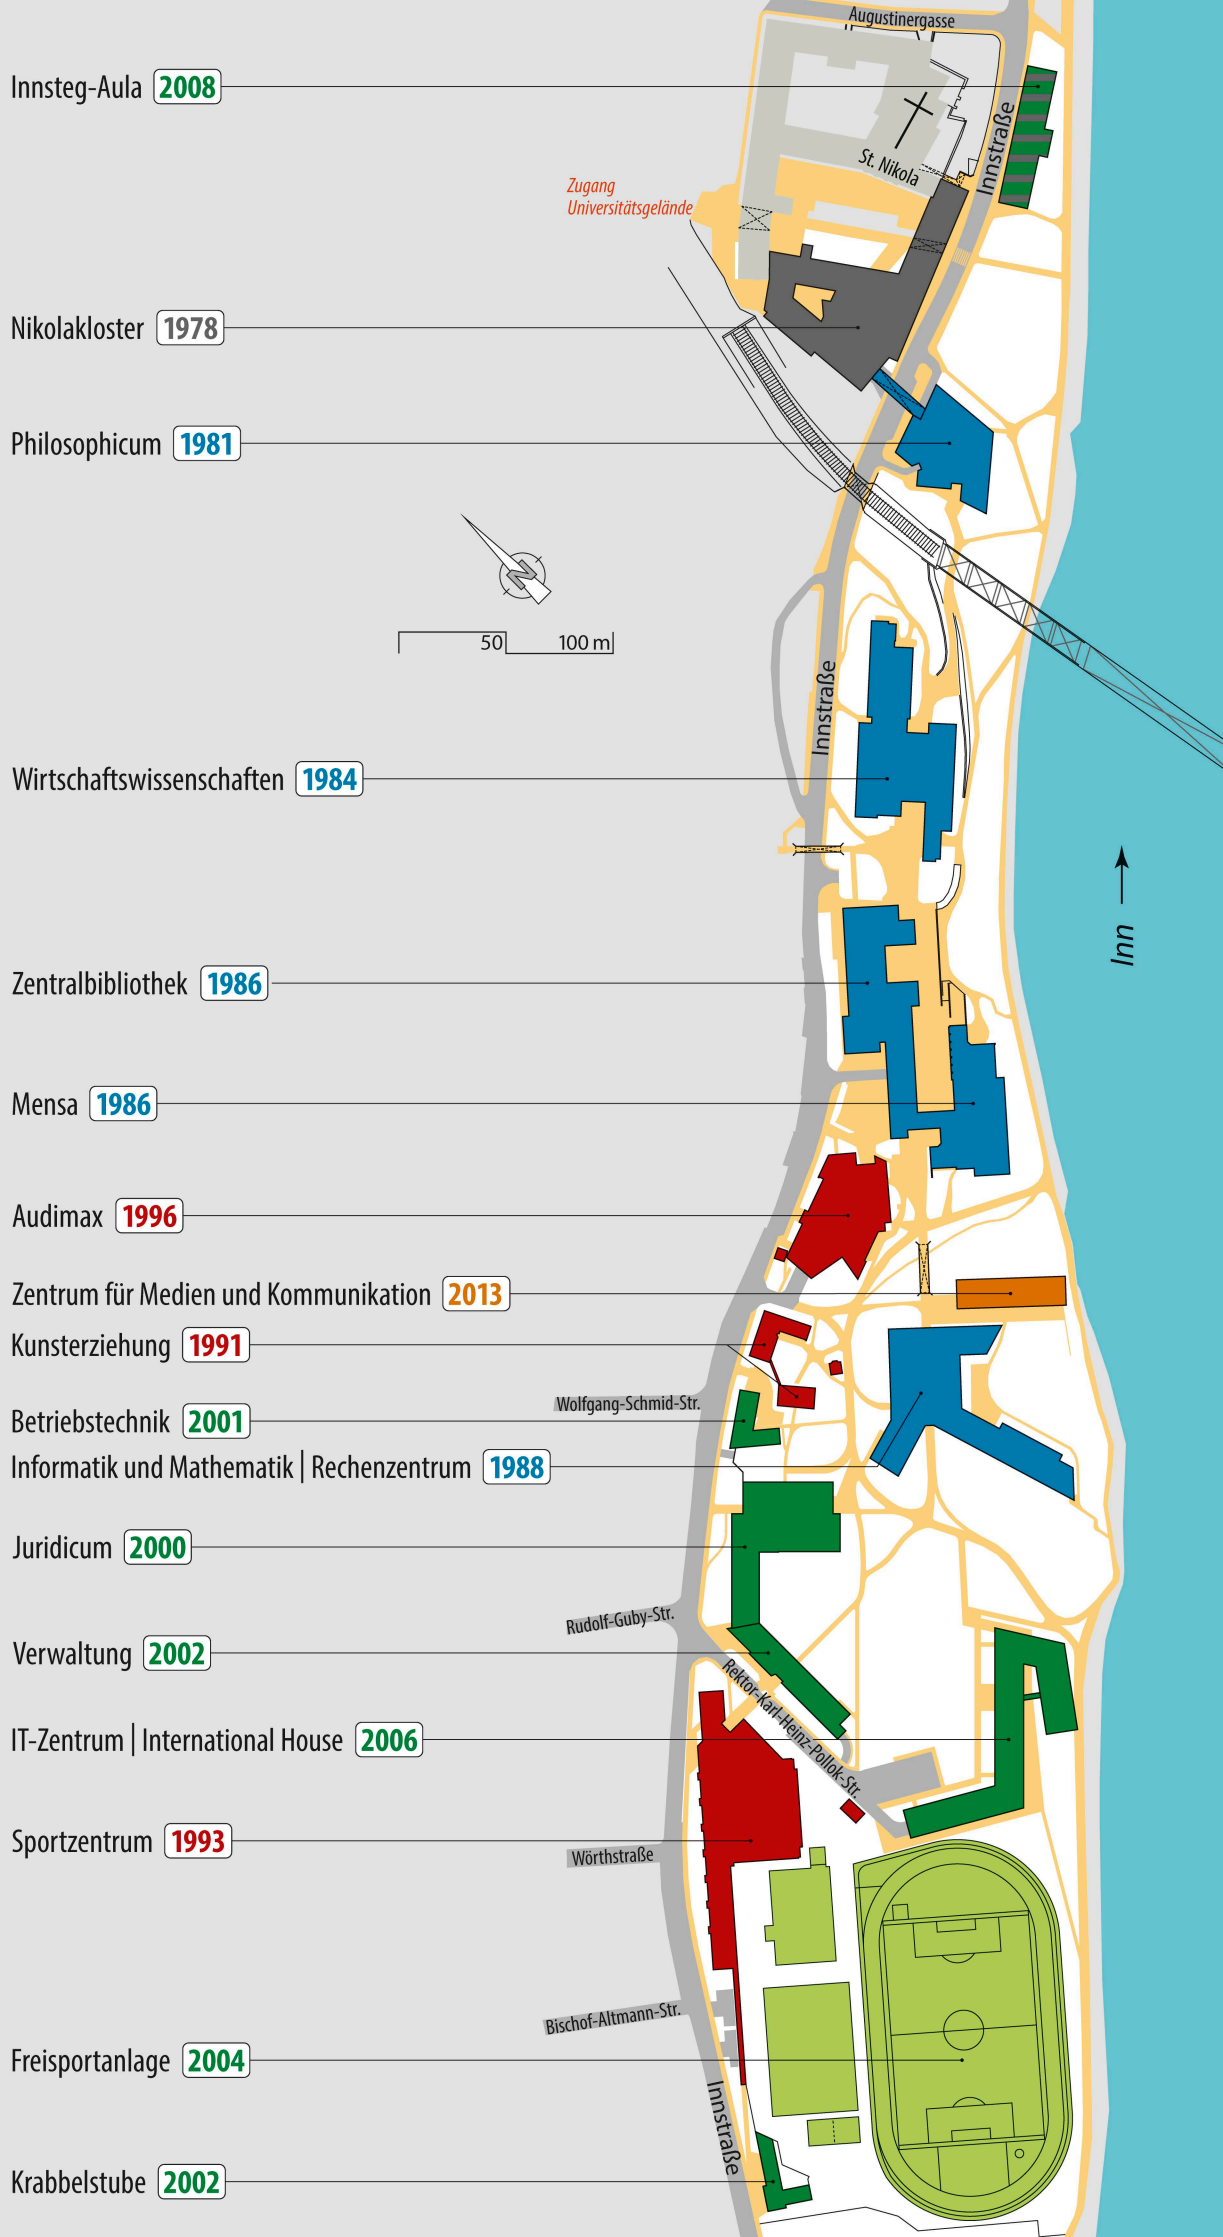 Augustinergasse
Innsteg-Aula 2008
Innstraße
St. Nikola
Zugang
Universitätsgelände
Nikolakloster 1978
Philosophicum 1981
N
50 100 m
Innstraße
Wirtschaftswissenschaften 1984
Inn
Zentralbibliothek 1986
Mensa 1986
Audimax 1996
Zentrum für Medien und Kommunikation 2013
Kunsterziehung 1991
Wolfgang-Schmid-Str.
Betriebstechnik 2001
Informatik und Mathematik | Rechenzentrum 1988
Juridicum 2000
Rudolf-Guby-Str.
Verwaltung 2002
Rektor-Karl-Heinz-Pollok-Str.
IT-Zentrum | International House 2006
Sportzentrum 1993
Wörthstraße
Bischof-Altmann-Str.
Freisportanlage 2004
Innstraße
Krabbelstube 2002